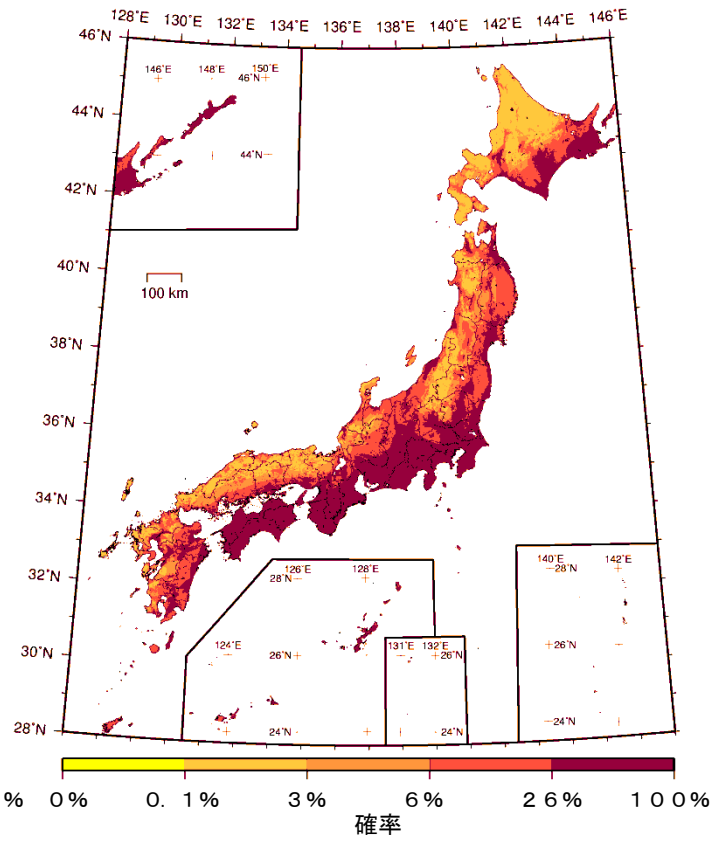 128°E 130°E 132°E 134°E 136°E 138°E 140°E 142°E 144°E 146°E
46°N
146°E 148°E 150°E
46°N
44°N
44°N
42°N
40°N
100 km
38°N
36°N
34°N
32°N
126°E 128°E
28°N
140°E 142°E
28°N
30°N
124°E
26°N
131°E 132°E
26°N
26°N
28°N
24°N
24°N
24°N
% 0% 0.1% 3% 6% 26% 100%
確率